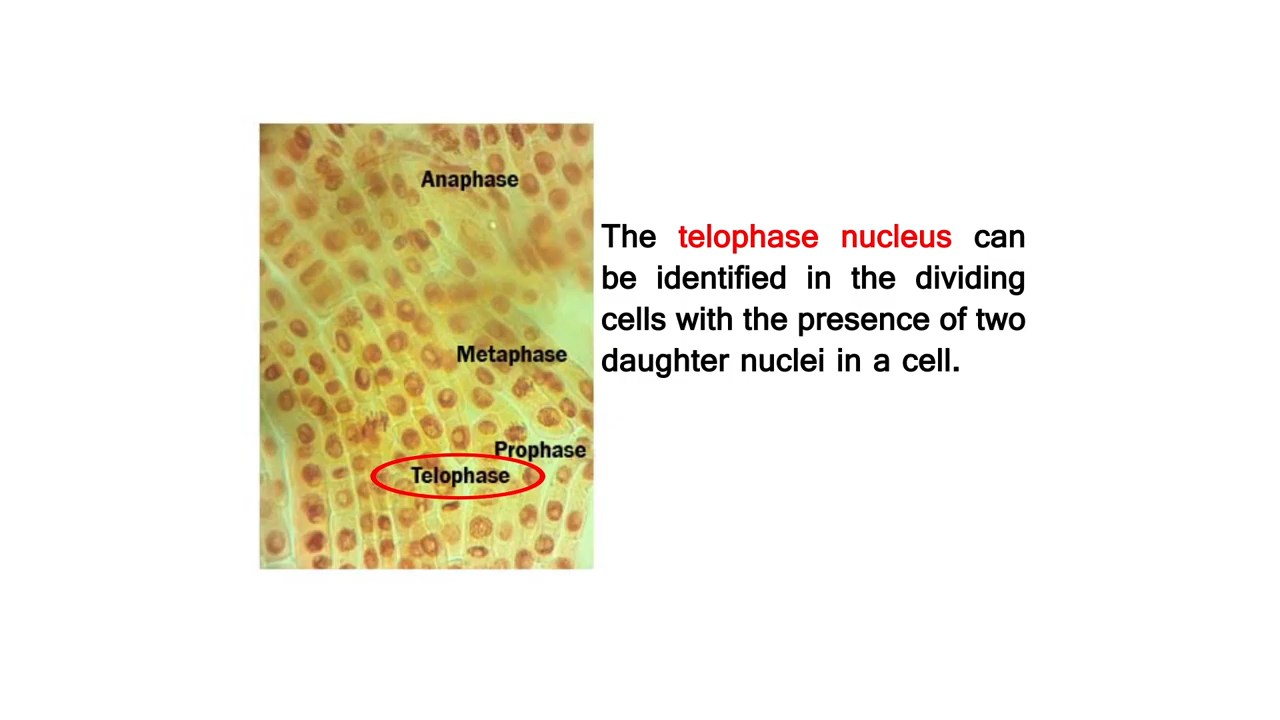 Anaphase
Metaphase
Prophase
Telophase
The telophase nucleus can
be identified in the dividing
cells with the presence of two
daughter nuclei in a cell.